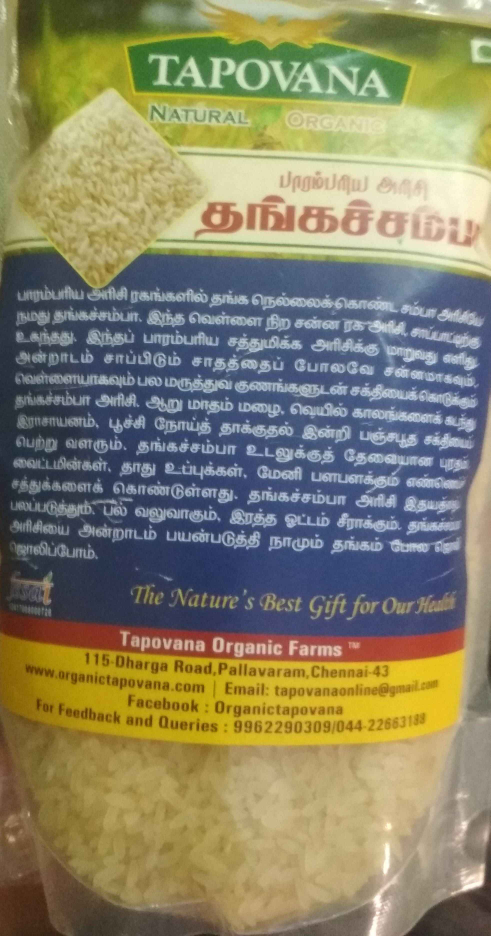 TAPOVANA
NATURAL ORGANIC
பாரம்பரிய அரிசி
தங்கச்சம்பா
பாரம்பரிய அரிசி ரகங்களில் தங்க நெல்லைக்கொண்ட சம்பா அரிசியே
நமது தங்கச்சம்பா. இந்த வெள்ளை நிற சன்ன ரக அரிசி, சாப்பாட்டிற்கு
உகந்தது. இந்தப் பாரம்பரிய சத்துமிக்க அரிசிக்கு மாறுவது எளிது.
அன்றாடம் சாப்பிடும் சாதத்தைப் போலவே சன்னமாகவும்,
வெள்ளையாகவும் பல மருத்துவ குணங்களுடன் சக்தியைக் கொடுக்கும்
தங்கச்சம்பா அரிசி. ஆறு மாதம் மழை, வெயில் காலங்களைக் கடந்து
இராசாயனம், பூச்சி நோய்த் தாக்குதல் இன்றி பஞ்சபூத சக்தியைப்
பெற்று வளரும். தங்கச்சம்பா உடலுக்குத் தேவையான புரதம்,
வைட்டமின்கள், தாது உப்புக்கள், மேனி பளபளக்கும் எண்ணெய்
சத்துக்களைக் கொண்டுள்ளது. தங்கச்சம்பா அரிசி இதயத்தை
பலப்படுத்தும். பல் வலுவாகும், இரத்த ஓட்டம் சீராக்கும். தங்கச்சம்பா
அரிசியை அன்றாடம் பயன்படுத்தி நாமும் தங்கம் போல
ஜொலிப்போம்.
fssai
The Nature's Best Gift for Our Health
Tapovana Organic Farms ™
115-Dharga Road,Pallavaram,Chennai-43
www.organictapovana.com | Email: tapovanaonline@gmail.com
Facebook : Organictapovana
For Feedback and Queries : 9962290309/044-22663188